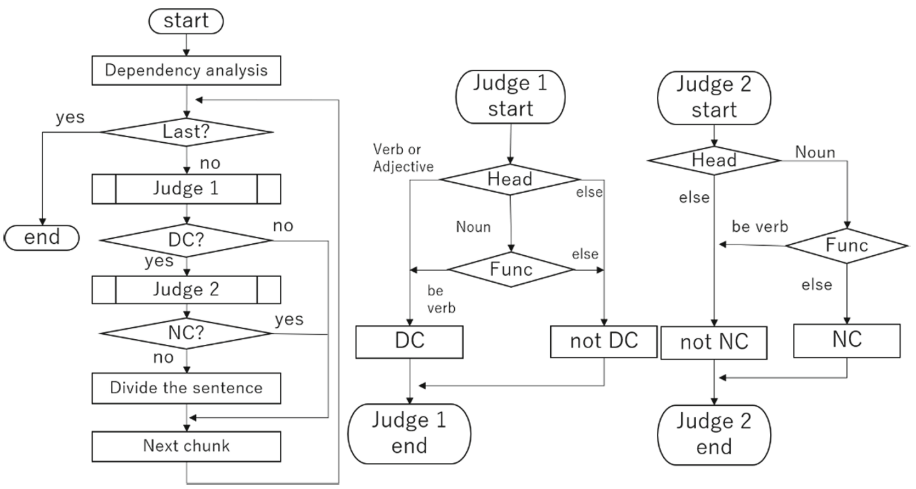 start
Dependency analysis
yes
Last?
no
Judge 1
end
DC?
no
yes
Judge 2
NC?
yes
no
Divide the sentence
Next chunk
Judge 1
start
Verb or
Adjective
Head
else
Noun
Func
else
be
verb
DC
not DC
Judge 1
end
Judge 2
start
Head
Noun
else
be verb
Func
else
not NC
NC
Judge 2
end